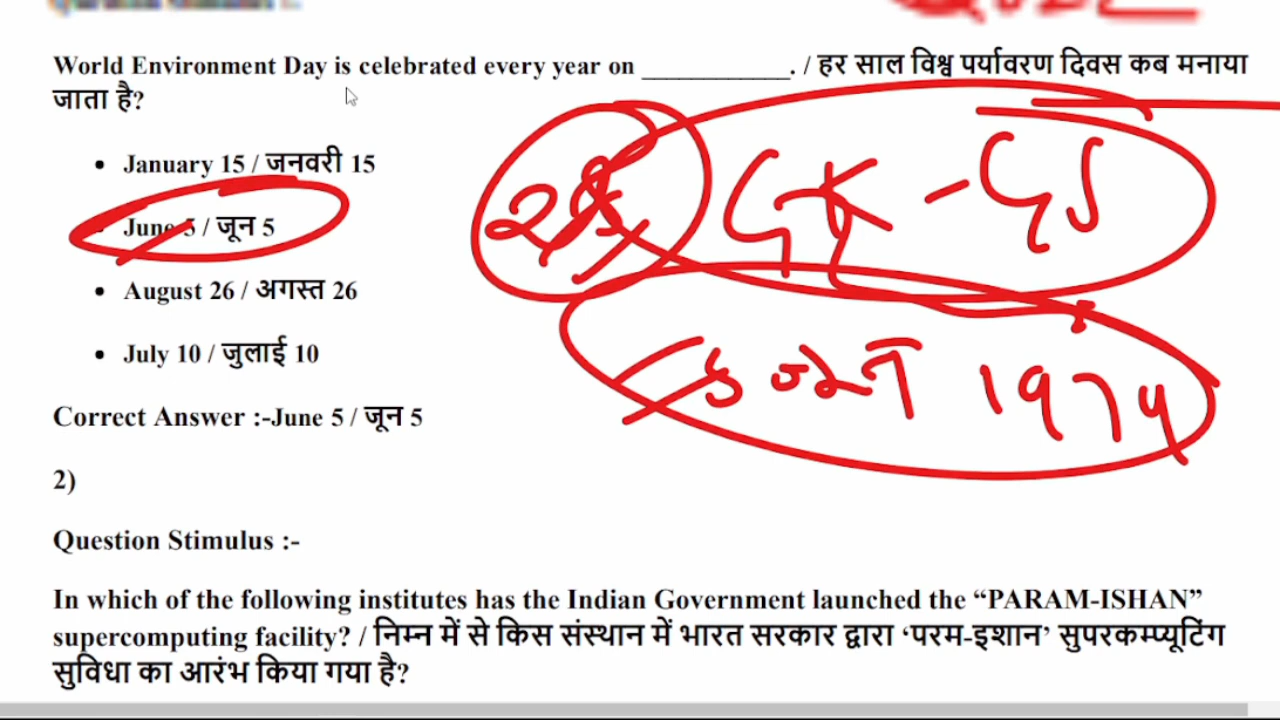 World Environment Day is celebrated every year on ___________. / हर साल विश्व पर्यावरण दिवस कब मनाया
जाता है?
• January 15 / जनवरी 15
• June 5 / जून 5
• August 26 / अगस्त 26
• July 10 / जुलाई 10
Correct Answer :-June 5 / जून 5
5 जून 1974
2)
Question Stimulus :-
In which of the following institutes has the Indian Government launched the “PARAM-ISHAN”
supercomputing facility? / निम्न में से किस संस्थान में भारत सरकार द्वारा ‘परम-इशान’ सुपरकम्प्यूटिंग
सुविधा का आरंभ किया गया है?